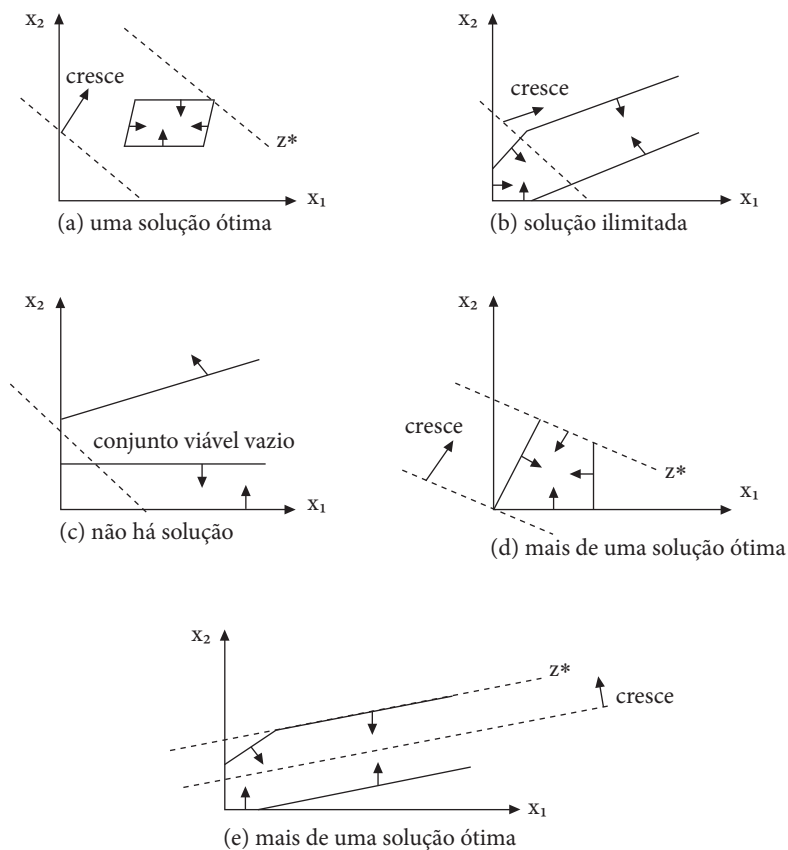 x₂
cresce
z*
x₁
(a) uma solução ótima
x₂
cresce
x₁
(b) solução ilimitada
x₂
conjunto viável vazio
x₁
(c) não há solução
x₂
cresce
z*
x₁
(d) mais de uma solução ótima
x₂
z*
cresce
x₁
(e) mais de uma solução ótima